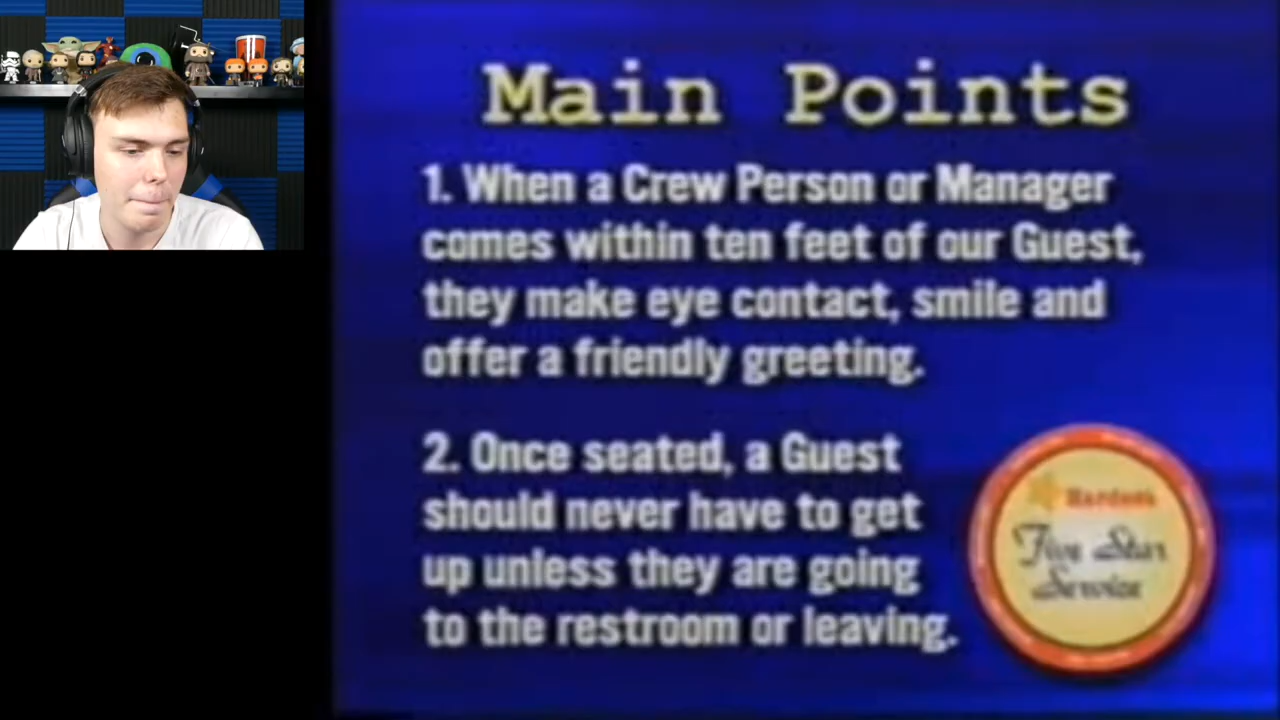 Main Points
1. When a Crew Person or Manager
comes within ten feet of our Guest,
they make eye contact, smile and
offer a friendly greeting.
2. Once seated, a Guest
should never have to get
up unless they are going
to the restroom or leaving.
Hardees
Five Star
Service